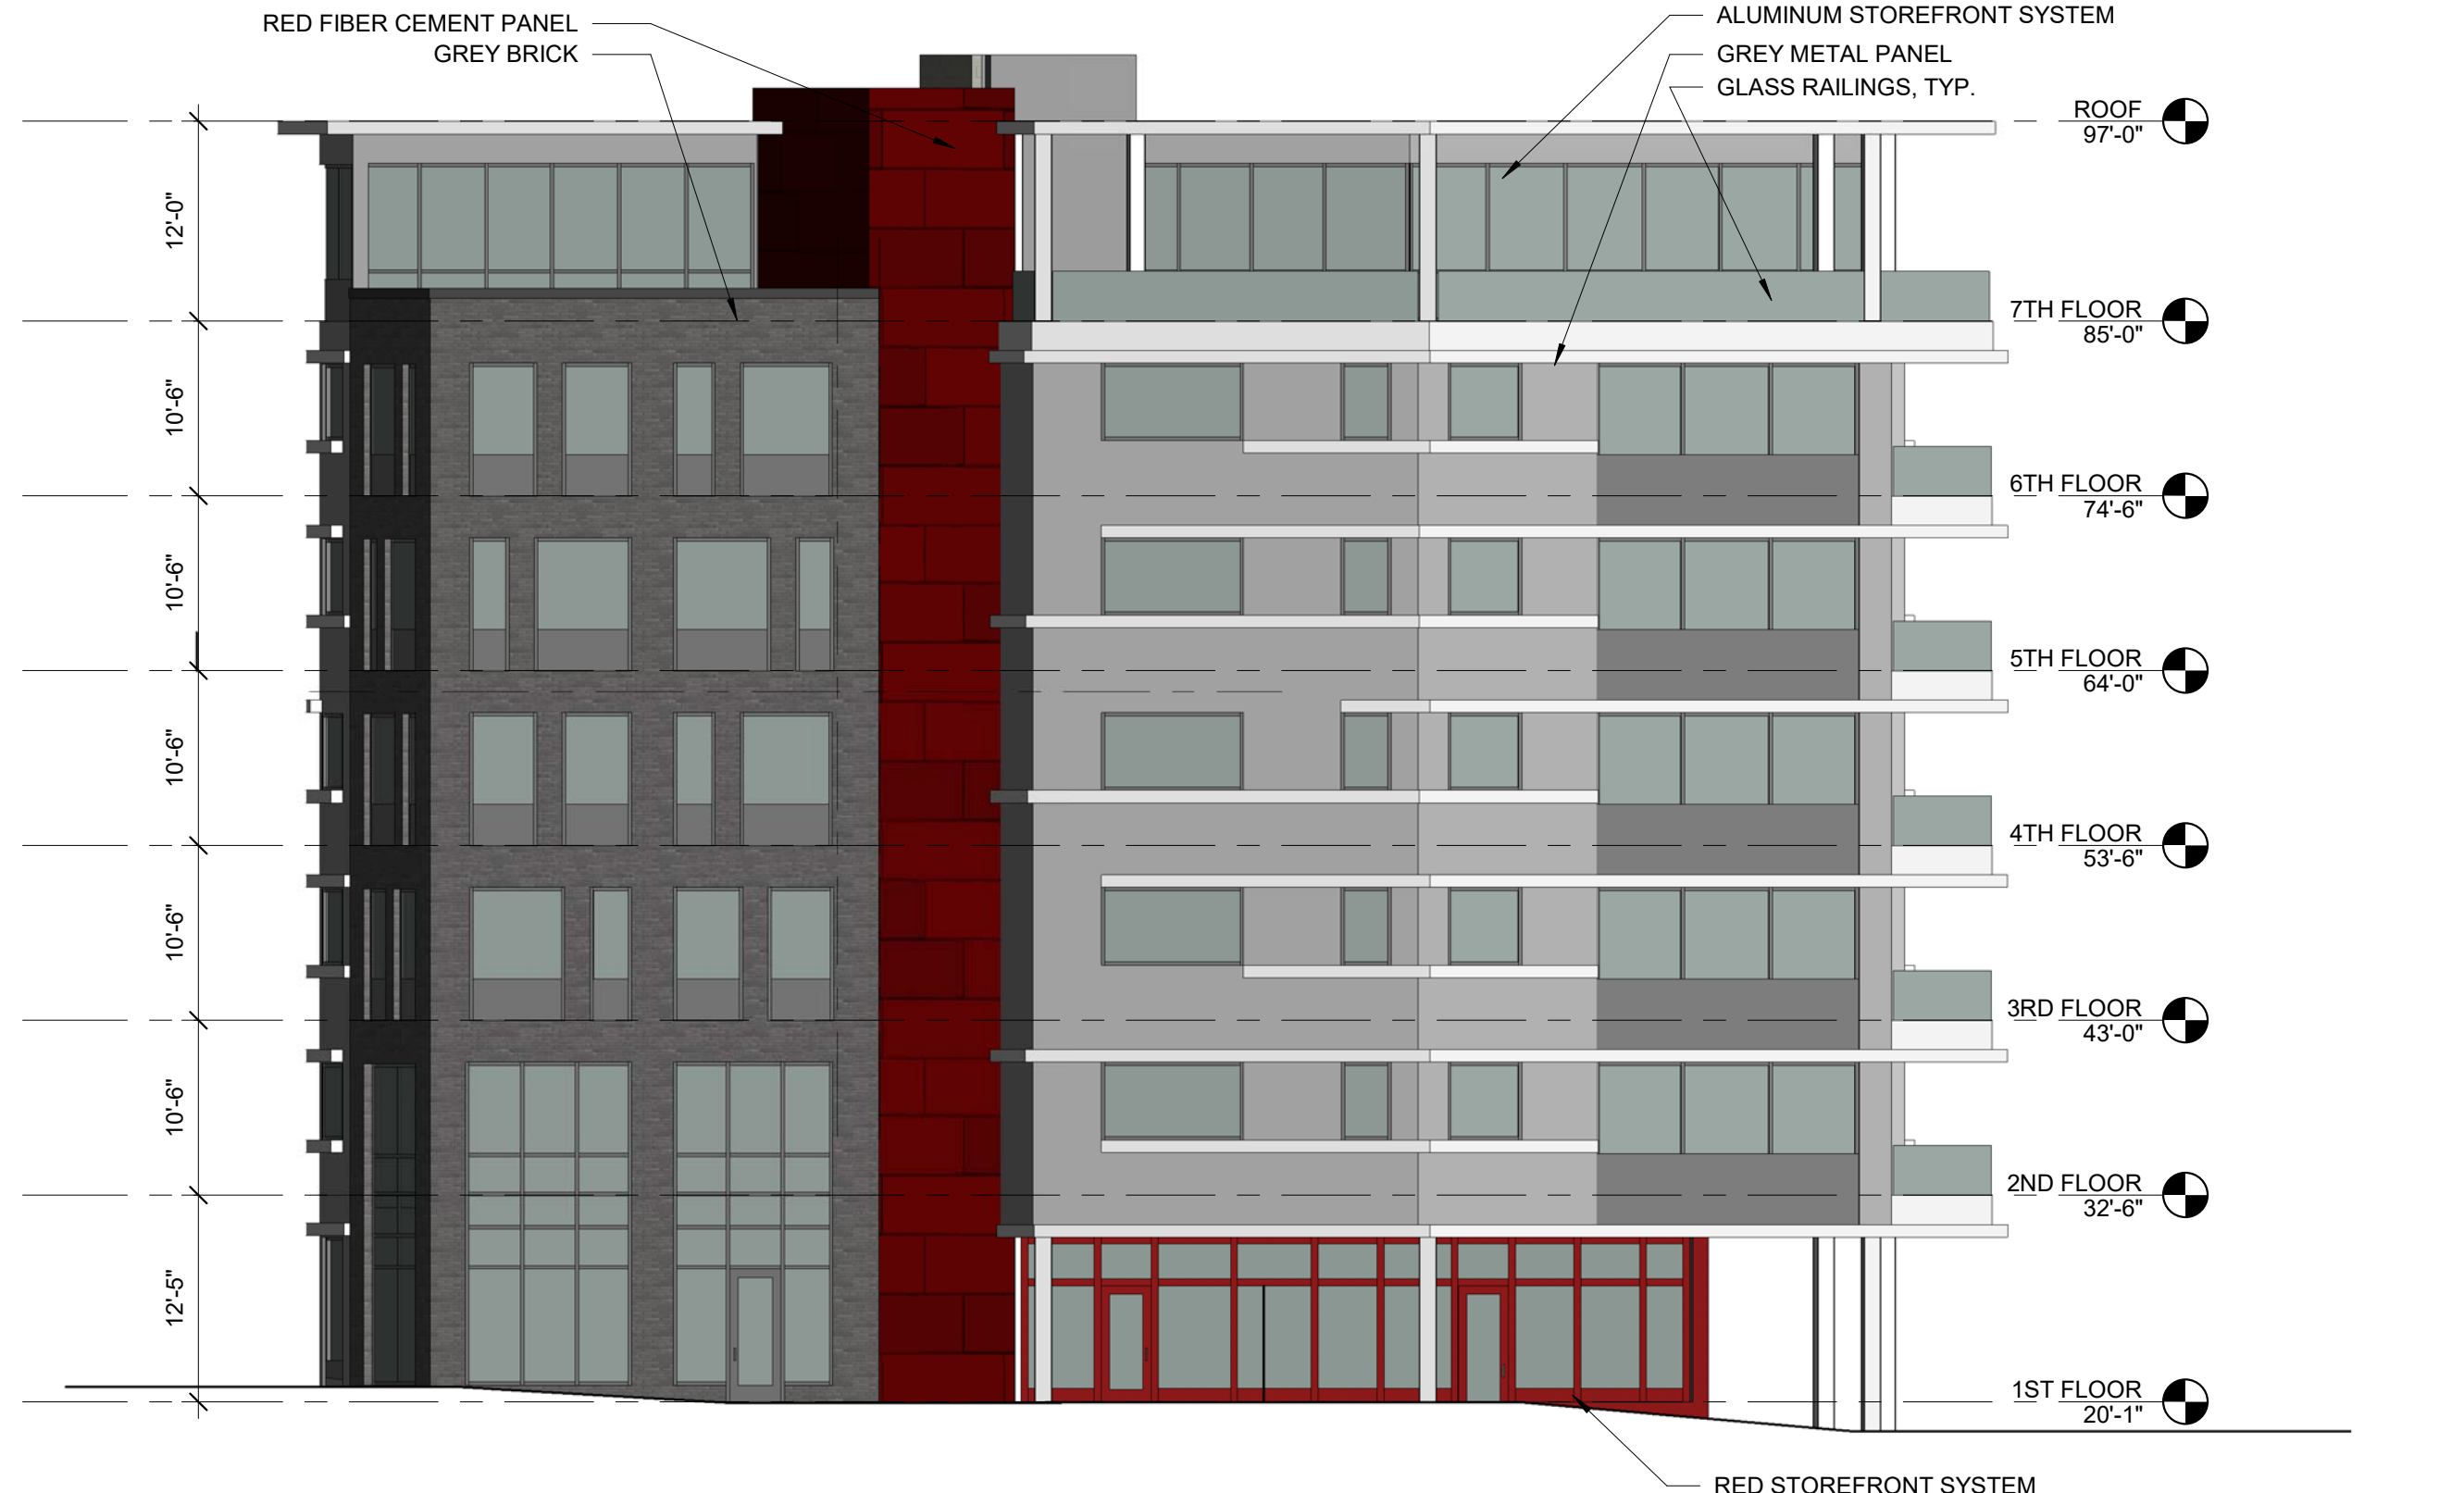 RED FIBER CEMENT PANEL
GREY BRICK
ALUMINUM STOREFRONT SYSTEM
GREY METAL PANEL
GLASS RAILINGS, TYP.
ROOF
97'-0"
12'-0"
7TH FLOOR
85'-0"
10'-6"
6TH FLOOR
74'-6"
10'-6"
5TH FLOOR
64'-0"
10'-6"
4TH FLOOR
53'-6"
10'-6"
3RD FLOOR
43'-0"
10'-6"
2ND FLOOR
32'-6"
12'-5"
1ST FLOOR
20'-1"
RED STOREFRONT SYSTEM